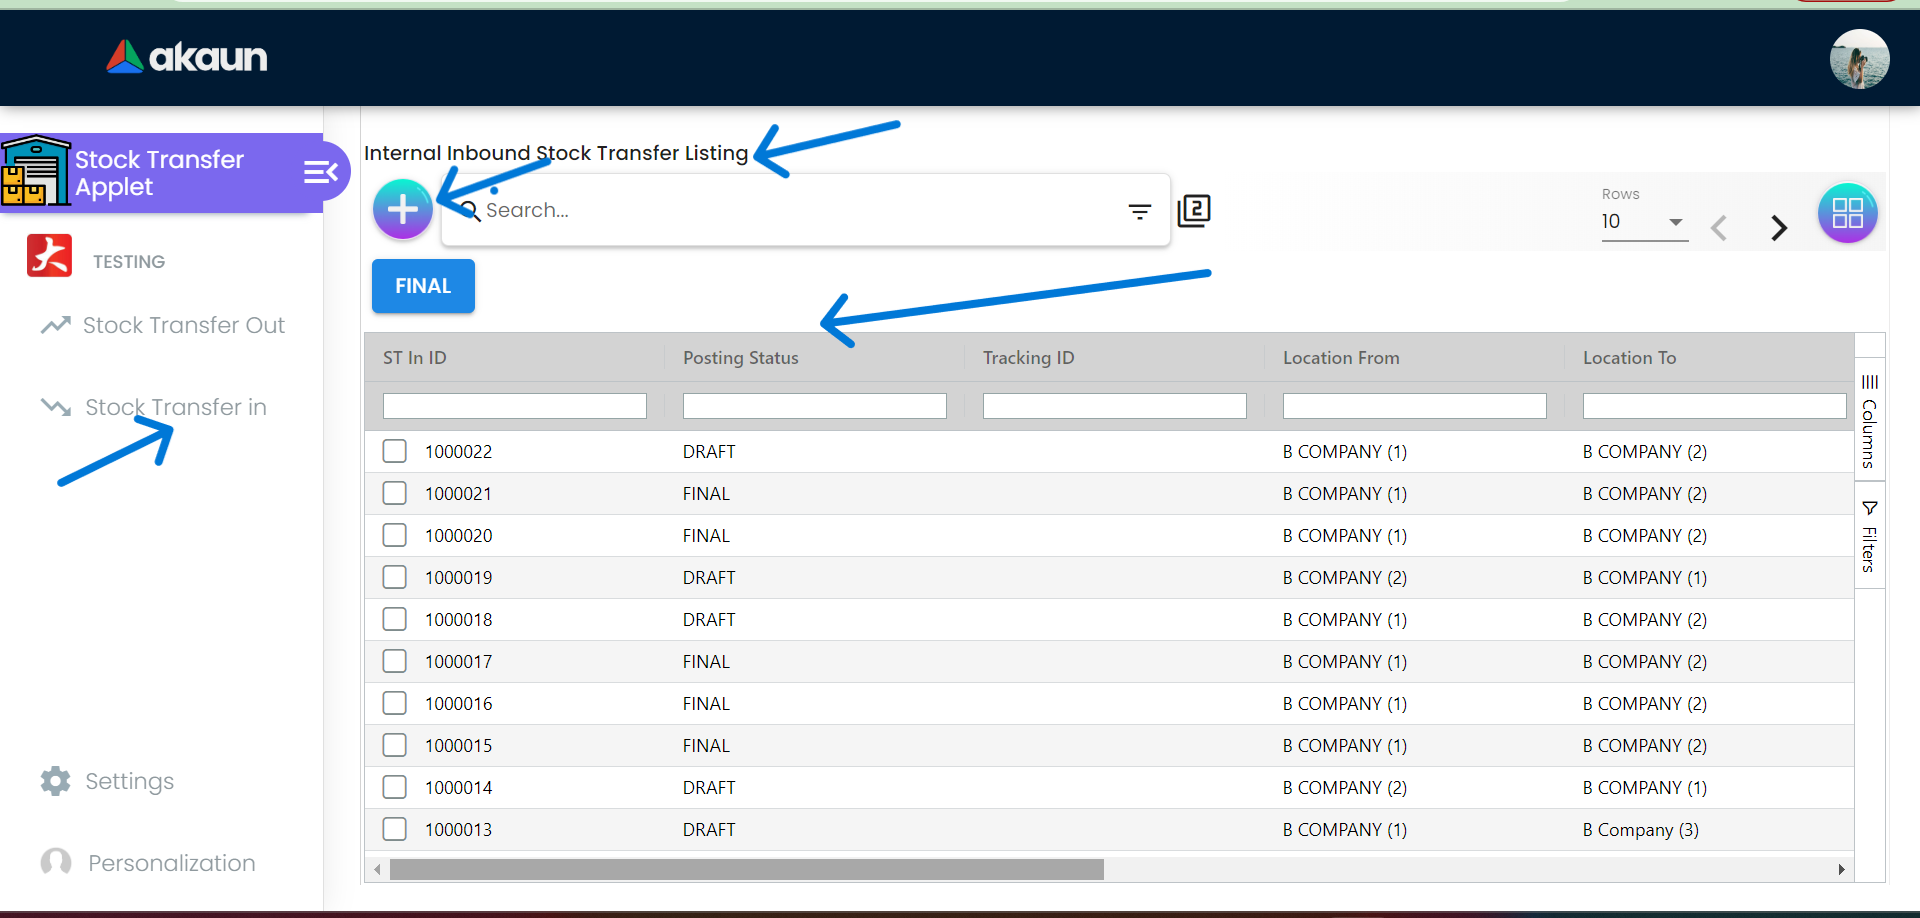 akaun
Stock Transfer
Applet
TESTING
Stock Transfer Out
Stock Transfer in
Settings
Personalization
Internal Inbound Stock Transfer Listing
Search...
2
Rows
10
FINAL
ST In ID Posting Status Tracking ID Location From Location To
1000022 DRAFT B COMPANY (1) B COMPANY (2)
1000021 FINAL B COMPANY (1) B COMPANY (2)
1000020 FINAL B COMPANY (1) B COMPANY (2)
1000019 DRAFT B COMPANY (2) B COMPANY (1)
1000018 DRAFT B COMPANY (1) B COMPANY (2)
1000017 FINAL B COMPANY (1) B COMPANY (2)
1000016 FINAL B COMPANY (1) B COMPANY (2)
1000015 FINAL B COMPANY (1) B COMPANY (2)
1000014 DRAFT B COMPANY (2) B COMPANY (1)
1000013 DRAFT B COMPANY (1) B Company (3)
Columns
Filters